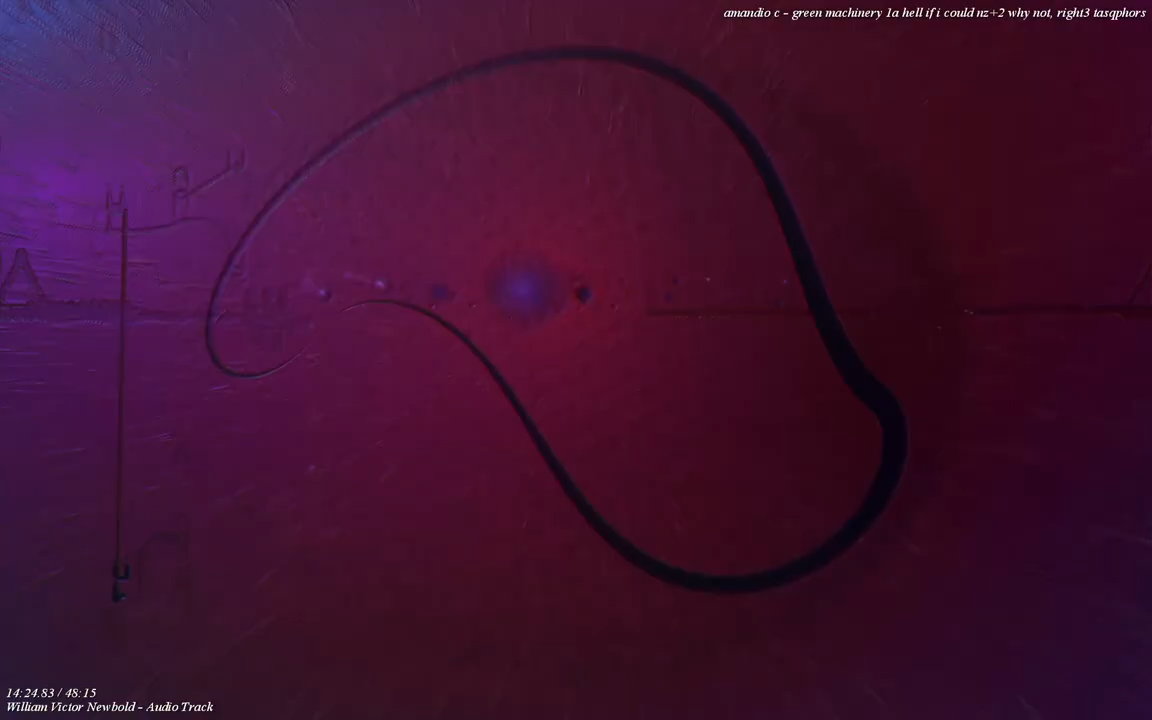 amandio c - green machinery 1a hell if i could nz+2 why not, right3 tasqphors
14:24.83 / 48:15
William Victor Newbold - Audio Track